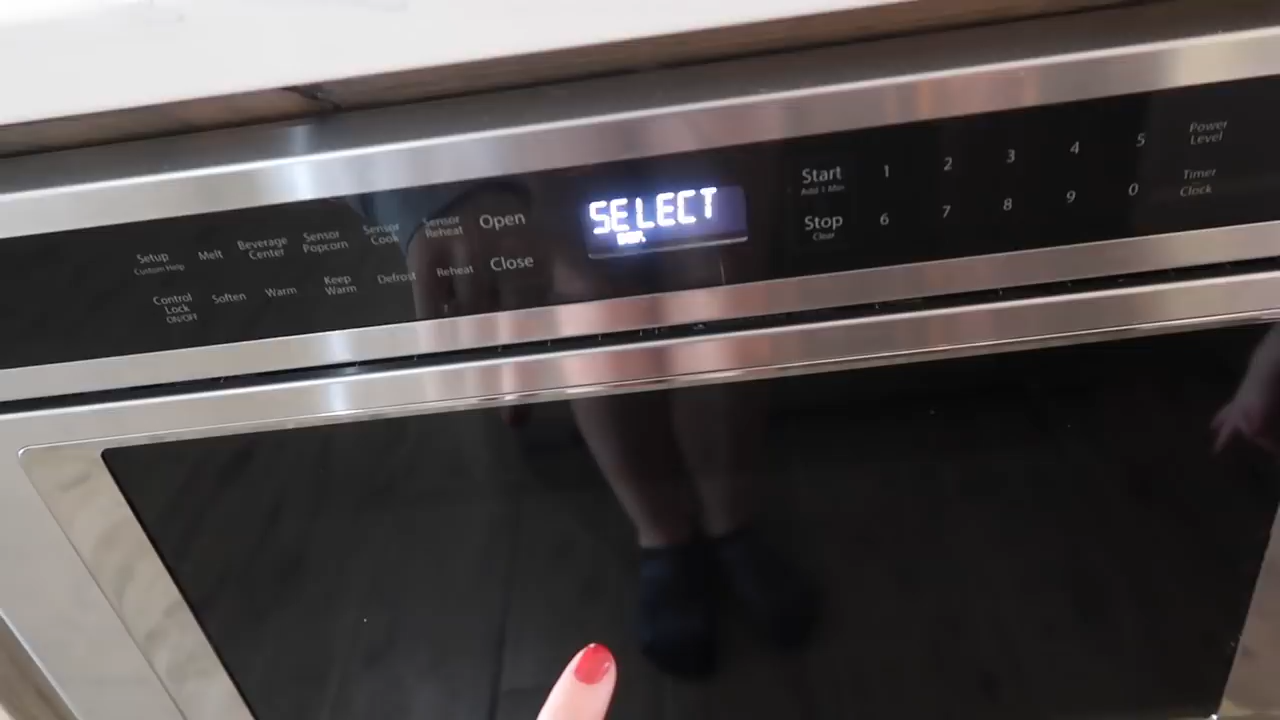 Setup
Custom Help
Melt
Beverage
Center
Sensor
Popcorn
Sensor
Cook
Sensor
Reheat
Open
Control
Lock
ON/OFF
Soften
Warm
Keep
Warm
Defrost
Reheat
Close
SELECT
Start
Add 1 Min
1 2 3 4 5
Power
Level
Stop
Clear
6 7 8 9 0
Timer
Clock